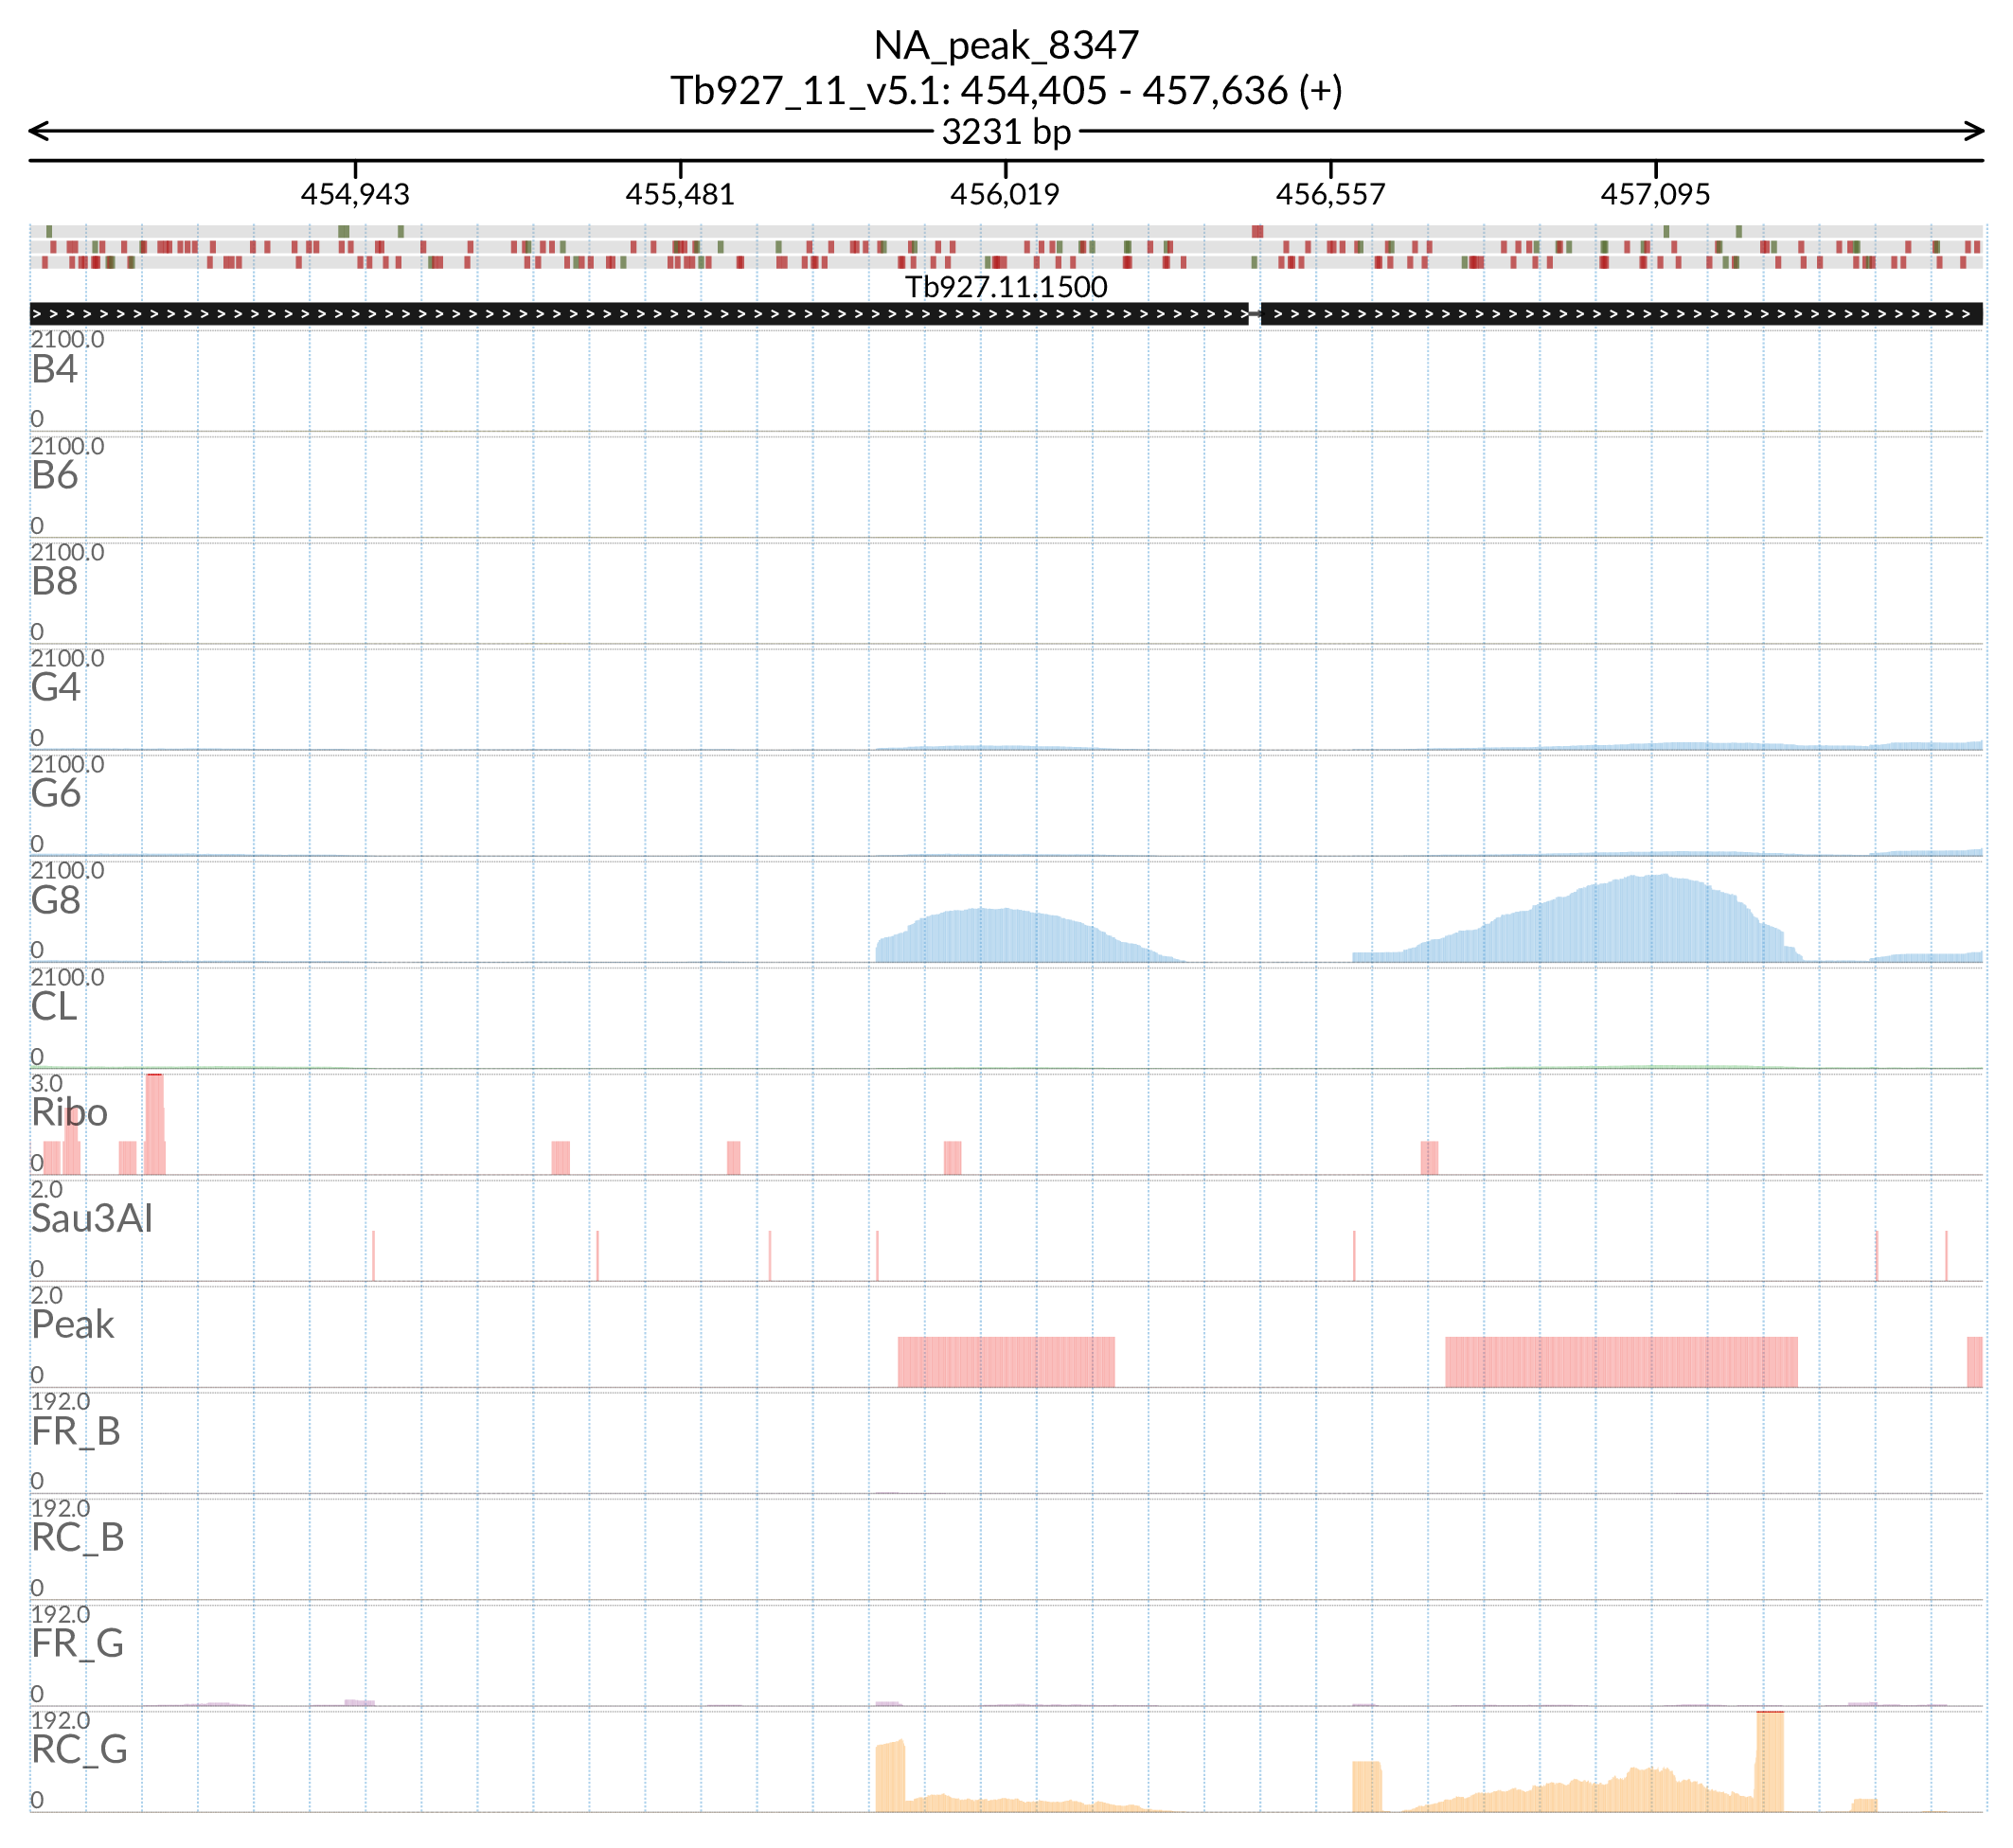 NA_peak_8347
Tb927_11_v5.1: 454,405 - 457,636 (+)
3231 bp
454,943 455,481 456,019 456,557 457,095
Tb927.11.1500
2100.0
B4
0
2100.0
B6
0
2100.0
B8
0
2100.0
G4
0
2100.0
G6
0
2100.0
G8
0
2100.0
CL
0
3.0
Ribo
0
2.0
Sau3AI
0
2.0
Peak
0
192.0
FR_B
0
192.0
RC_B
0
192.0
FR_G
0
192.0
RC_G
0